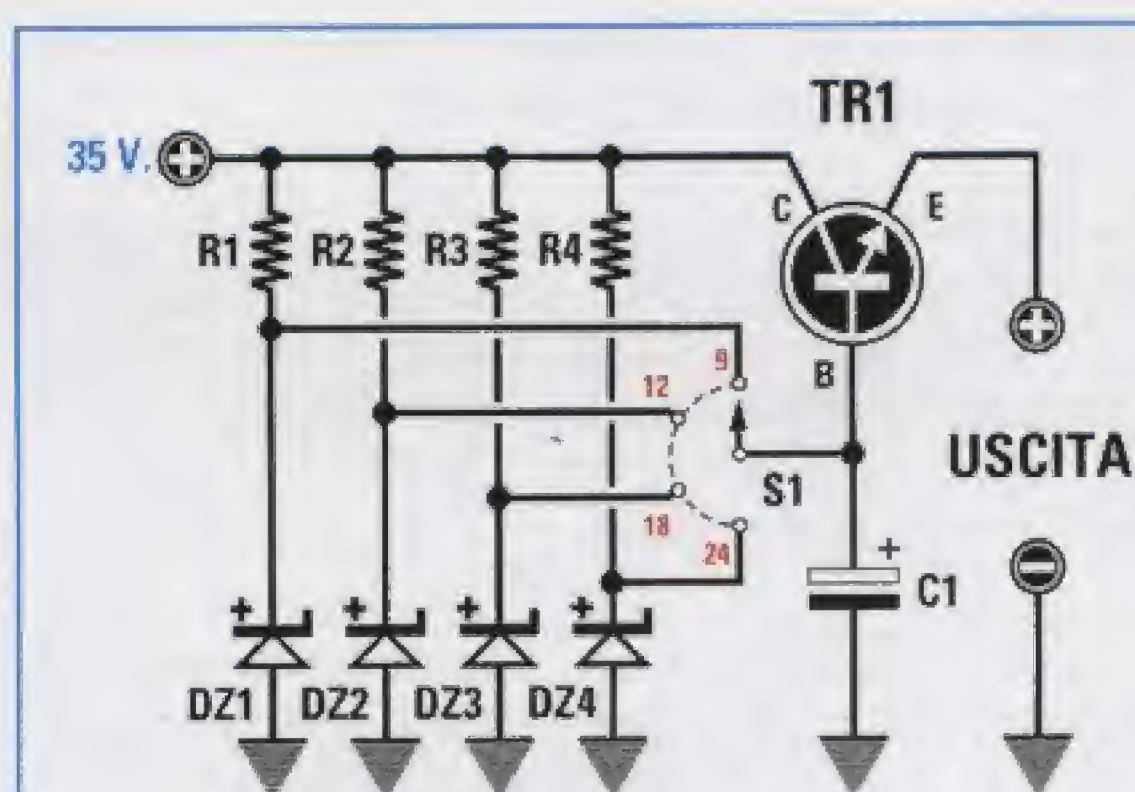 TR1
35 V.
C
E
R1
R2
R3
R4
9
12
B
USCITA
S1
18
24
+
C1
+
+
+
+
DZ1
DZ2
DZ3
DZ4